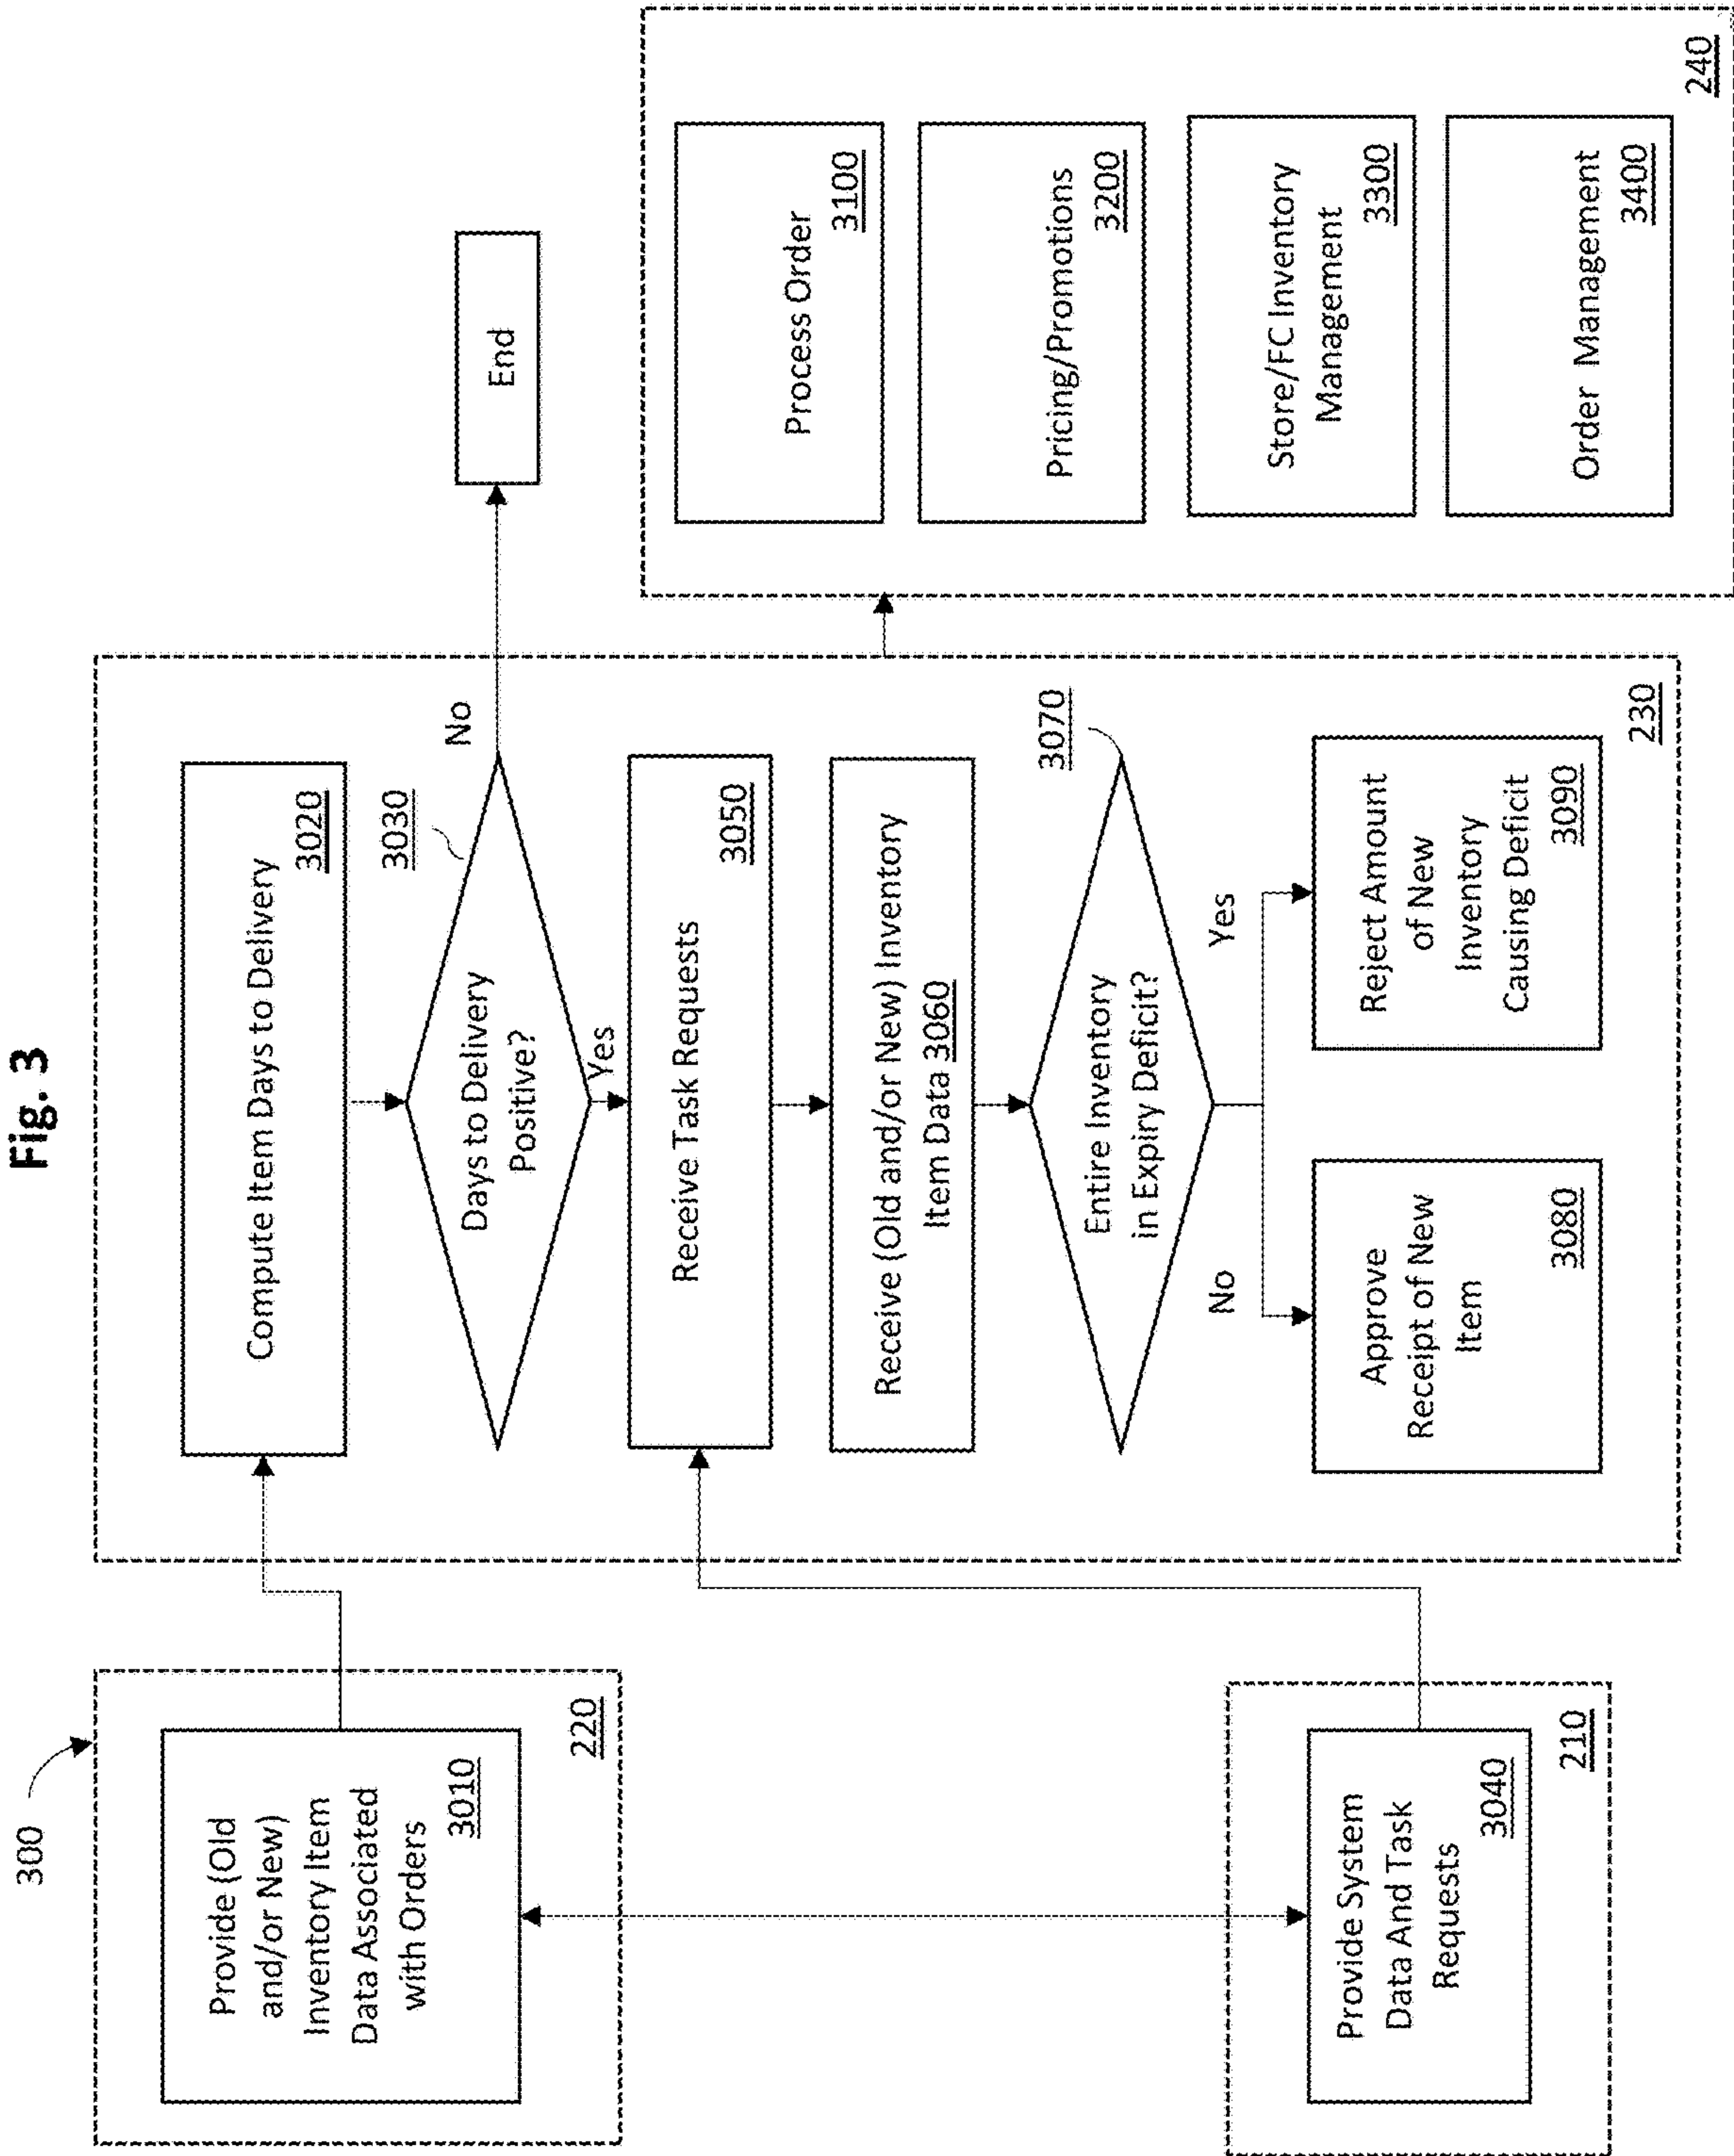 Fig. 3
300
Provide (Old
and/or New)
Inventory Item
Data Associated
with Orders
3010
220
Provide System
Data And Task
Requests
3040
210
Compute Item Days to Delivery
3020
3030
Days to Delivery
Positive?
No
End
Yes
Receive Task Requests
3050
Receive (Old and/or New) Inventory
Item Data 3060
3070
Entire Inventory
in Expiry Deficit?
No
Yes
Approve
Receipt of New
Item
3080
Reject Amount
of New
Inventory
Causing Deficit
3090
230
Process Order
3100
Pricing/Promotions
3200
Store/FC Inventory
Management
3300
Order Management
3400
240